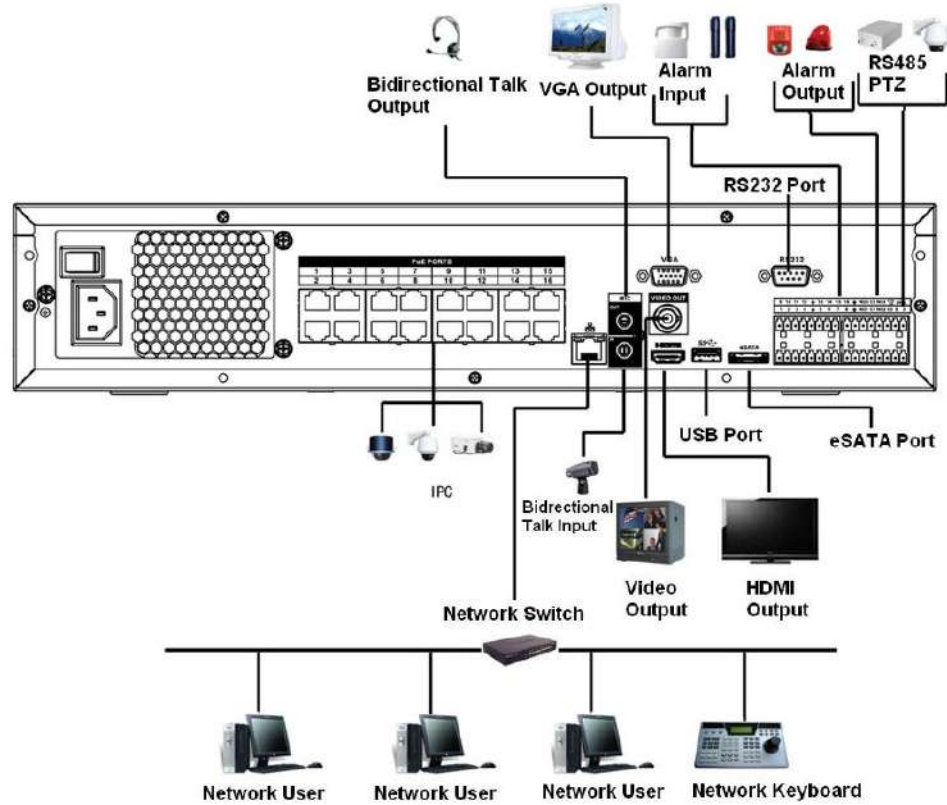 Bidirectional Talk
Output
VGA Output
Alarm
Input
Alarm
Output
RS485
PTZ
RS232 Port
PoE PORTS
1 3 5 7 9 11 13 15
2 4 6 8 10 12 14 16
VGA
RS232
MIC
OUT
VIDEO OUT
HDMI
eSATA
USB Port
eSATA Port
IPC
Bidrectional
Talk Input
Video
Output
HDMI
Output
Network Switch
Network User
Network User
Network User
Network Keyboard